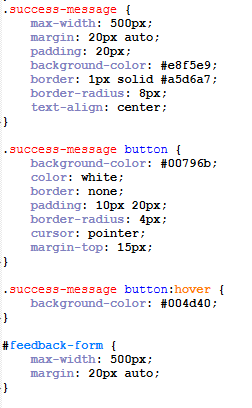 .success-message {
    max-width: 500px;
    margin: 20px auto;
    padding: 20px;
    background-color: #e8f5e9;
    border: 1px solid #a5d6a7;
    border-radius: 8px;
    text-align: center;
}

.success-message button {
    background-color: #00796b;
    color: white;
    border: none;
    padding: 10px 20px;
    border-radius: 4px;
    cursor: pointer;
    margin-top: 15px;
}

.success-message button:hover {
    background-color: #004d40;
}

#feedback-form {
    max-width: 500px;
    margin: 20px auto;
}